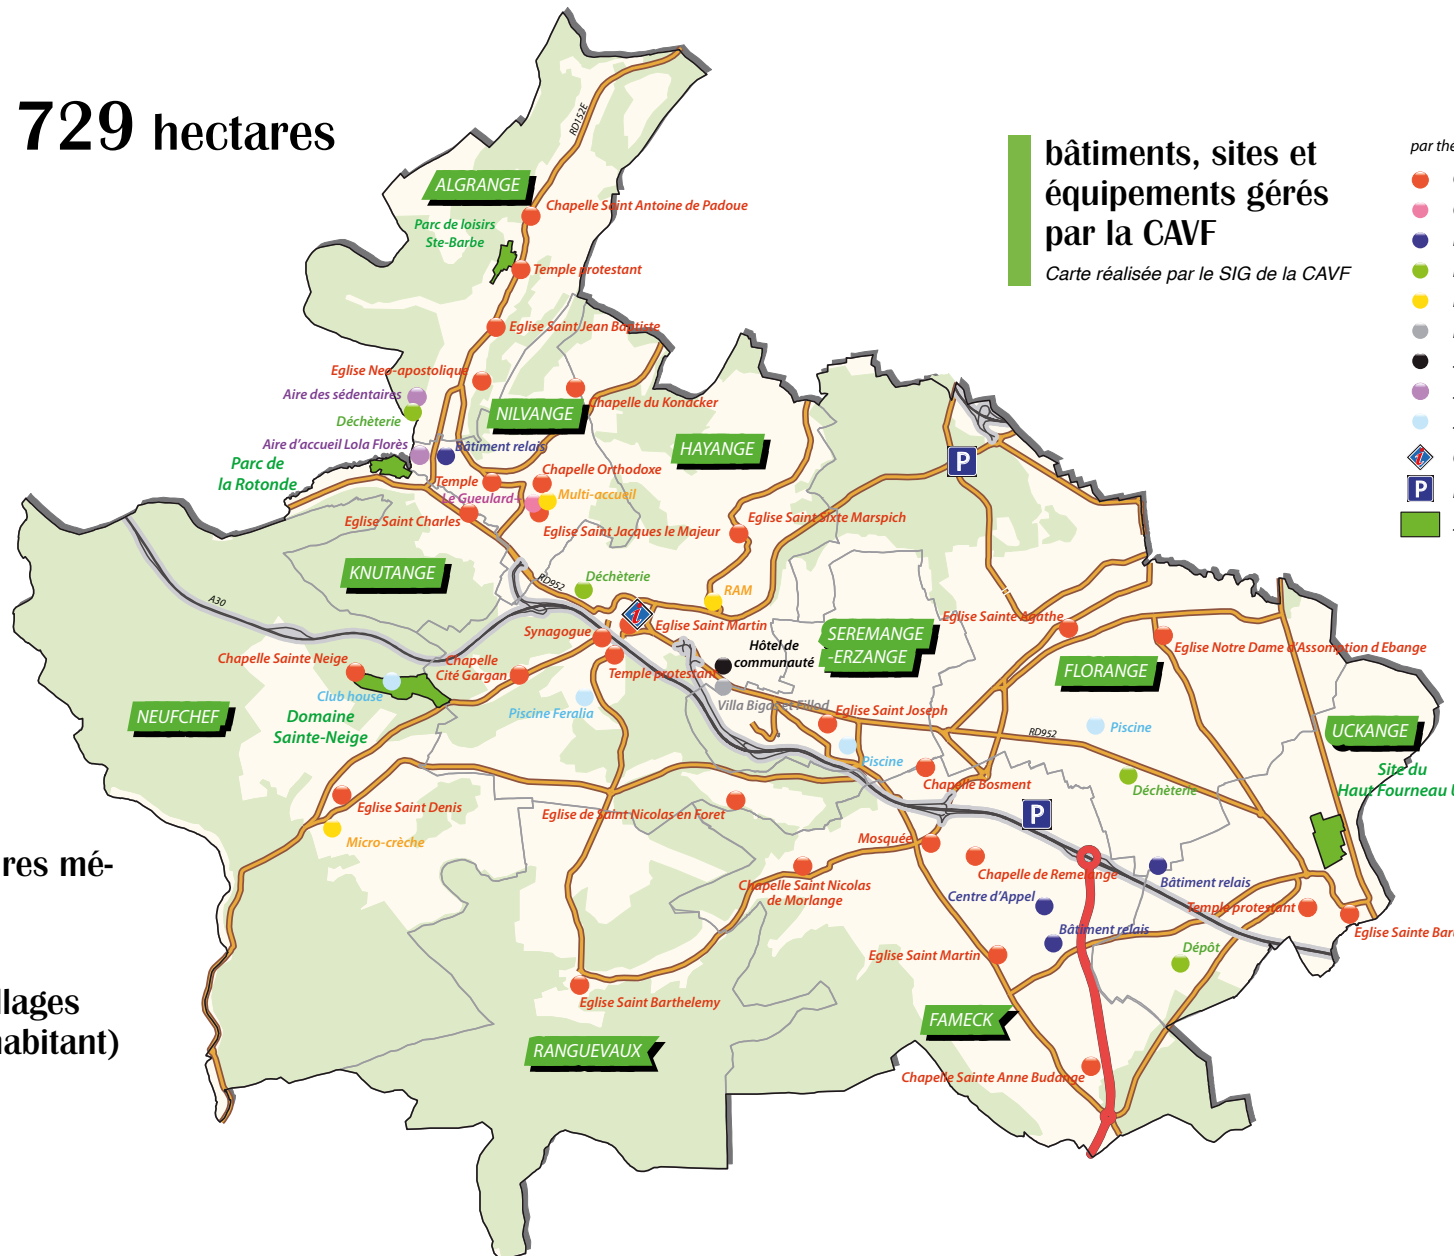 729 hectares
bâtiments, sites et
équipements gérés
par la CAVF
Carte réalisée par le SIG de la CAVF
RD152E
ALGRANGE
Chapelle Saint Antoine de Padoue
Parc de loisirs
Ste-Barbe
Temple protestant
Eglise Saint Jean Baptiste
Eglise Neo-apostolique
Aire des sédentaires
Chapelle du Konacker
Déchèterie
NILVANGE
Aire d'accueil Lola Florès
Bâtiment relais
HAYANGE
P
Parc de
la Rotonde
Chapelle Orthodoxe
Temple
Multi-accueil
Le Gueulard
P
Eglise Saint Charles
Eglise Saint Jacques le Majeur
Eglise Saint Sixte Marspich
KNUTANGE
RD952
Déchèterie
RAM
A30
Eglise Sainte Agathe
Synagogue
Eglise Saint Martin
SEREMANGE
-ERZANGE
Eglise Notre Dame d'Assomption d Ebange
Hôtel de
communauté
Chapelle Sainte Neige
Chapelle
Cité Gargan
Temple protestant
FLORANGE
Club house
Piscine Feralia
Villa Bigas et Fillod
Eglise Saint Joseph
NEUFCHEF
Domaine
Sainte-Neige
Piscine
RD952
UCKANGE
Piscine
Site du
Haut Fourneau U
Chapelle Bosment
Déchèterie
Eglise Saint Denis
Eglise de Saint Nicolas en Foret
P
Micro-crèche
Mosquée
res mé-
Chapelle de Remelange
Bâtiment relais
Chapelle Saint Nicolas
de Morlange
Centre d'Appel
Temple protestant
Bâtiment relais
Eglise Sainte Bar
Eglise Saint Martin
Dépôt
llages
habitant)
Eglise Saint Barthelemy
FAMECK
RANGUEVAUX
Chapelle Sainte Anne Budange